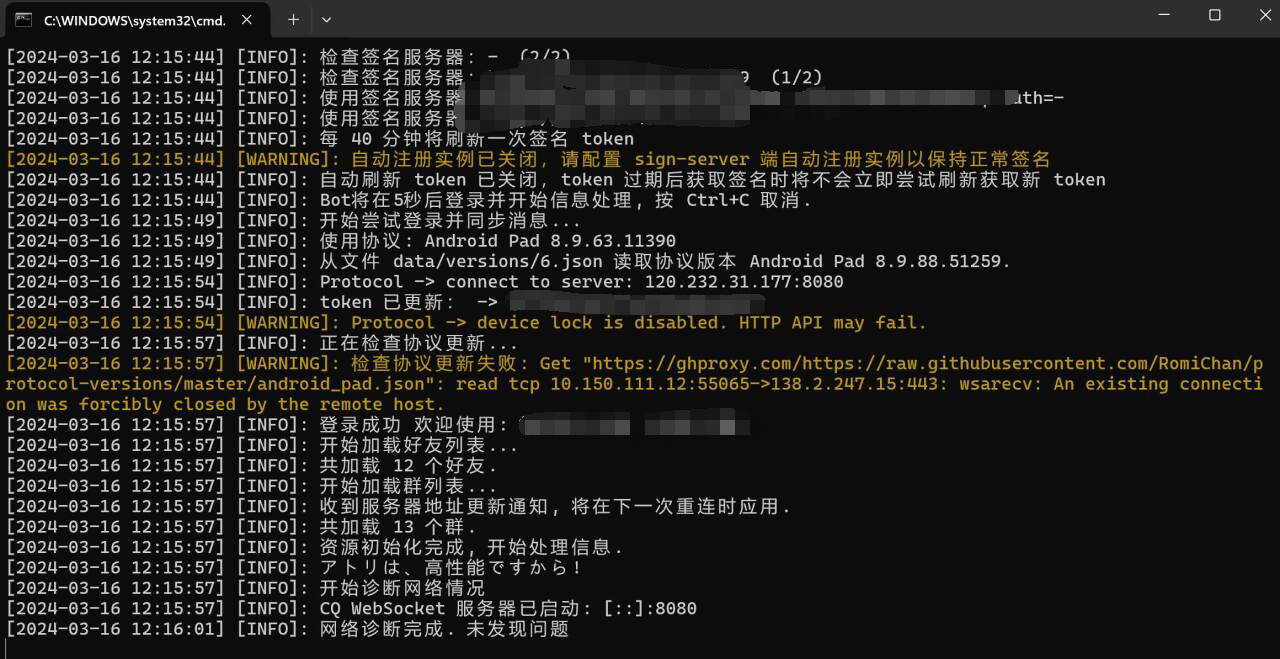 C:\WINDOWS\system32\cmd.
[2024-03-16 12:15:44] [INFO]: 检查签名服务器: - (2/2)
[2024-03-16 12:15:44] [INFO]: 检查签名服务器: 9 (1/2)
[2024-03-16 12:15:44] [INFO]: 使用签名服务器 ath=-
[2024-03-16 12:15:44] [INFO]: 使用签名服务器
[2024-03-16 12:15:44] [INFO]: 每 40 分钟将刷新一次签名 token
[2024-03-16 12:15:44] [WARNING]: 自动注册实例已关闭, 请配置 sign-server 端自动注册实例以保持正常签名
[2024-03-16 12:15:44] [INFO]: 自动刷新 token 已关闭, token 过期后获取签名时将不会立即尝试刷新获取新 token
[2024-03-16 12:15:44] [INFO]: Bot将在5秒后登录并开始信息处理, 按 Ctrl+C 取消.
[2024-03-16 12:15:49] [INFO]: 开始尝试登录并同步消息...
[2024-03-16 12:15:49] [INFO]: 使用协议: Android Pad 8.9.63.11390
[2024-03-16 12:15:49] [INFO]: 从文件 data/versions/6.json 读取协议版本 Android Pad 8.9.88.51259.
[2024-03-16 12:15:54] [INFO]: Protocol -> connect to server: 120.232.31.177:8080
[2024-03-16 12:15:54] [INFO]: token 已更新: ->
[2024-03-16 12:15:54] [WARNING]: Protocol -> device lock is disabled. HTTP API may fail.
[2024-03-16 12:15:54] [INFO]: 正在检查协议更新...
[2024-03-16 12:15:57] [WARNING]: 检查协议更新失败: Get "https://ghproxy.com/https://raw.githubusercontent.com/RomiChan/p
rotocol-versions/master/android_pad.json": read tcp 10.150.111.12:55065->138.2.247.15:443: wsarecv: An existing connecti
on was forcibly closed by the remote host.
[2024-03-16 12:15:57] [INFO]: 登录成功 欢迎使用:
[2024-03-16 12:15:57] [INFO]: 开始加载好友列表...
[2024-03-16 12:15:57] [INFO]: 共加载 12 个好友.
[2024-03-16 12:15:57] [INFO]: 开始加载群列表...
[2024-03-16 12:15:57] [INFO]: 收到服务器地址更新通知, 将在下一次重连时应用.
[2024-03-16 12:15:57] [INFO]: 共加载 13 个群.
[2024-03-16 12:15:57] [INFO]: 资源初始化完成, 开始处理信息.
[2024-03-16 12:15:57] [INFO]: アトリは、高性能ですから!
[2024-03-16 12:15:57] [INFO]: 开始诊断网络情况
[2024-03-16 12:15:57] [INFO]: CQ WebSocket 服务器已启动: [::]:8080
[2024-03-16 12:16:01] [INFO]: 网络诊断完成. 未发现问题